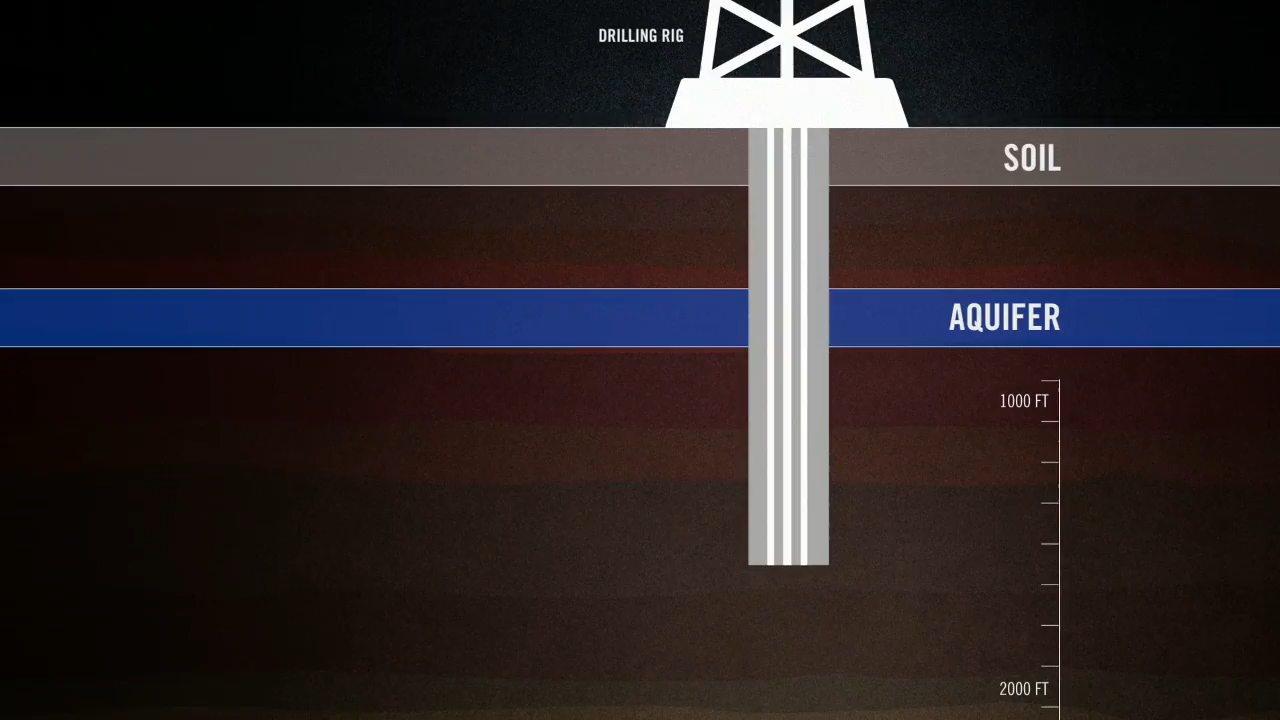 DRILLING RIG
SOIL
AQUIFER
1000 FT
2000 FT